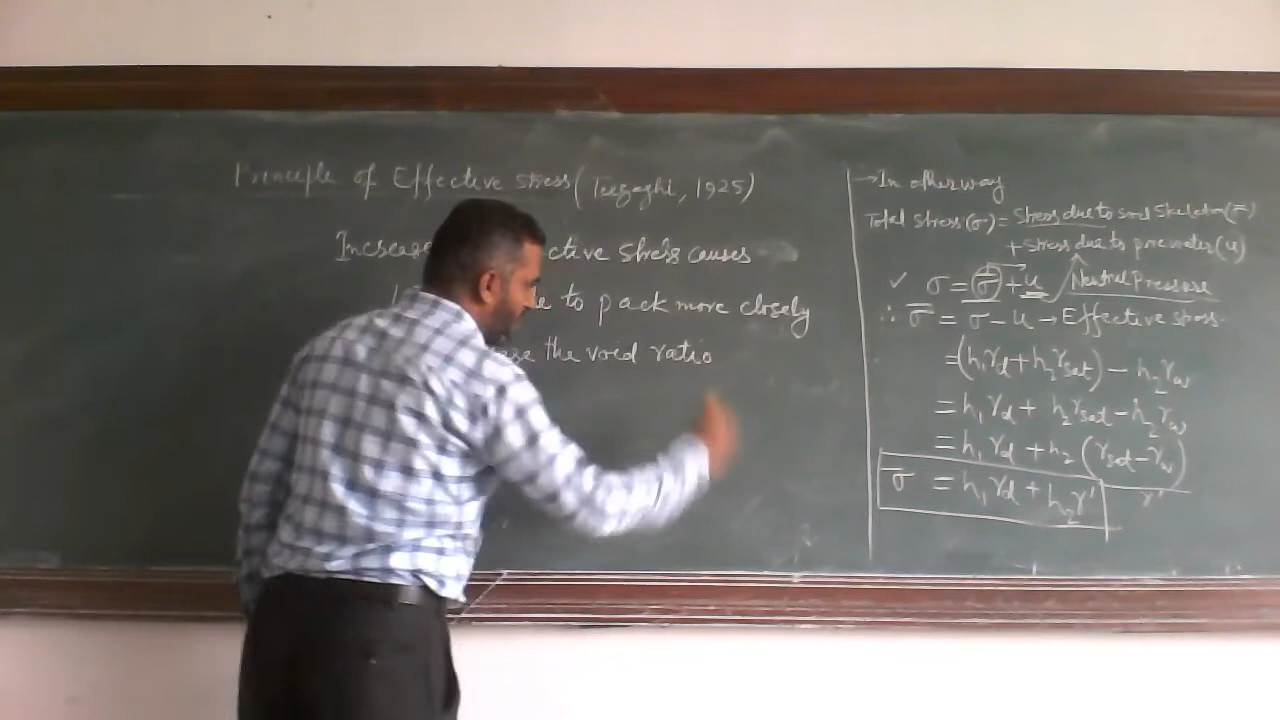 Principle of Effective stress (Terzaghi, 1925)
Increase ctive stress causes
to pack more closely
the void ratio
→ In other way
Total stress (σ) = Stress due to soil skeleton (σ̄)
+ stress due to pore water (u)
✓ σ = σ̄ + u Neutral Pressure
∴ σ̄ = σ - u → Effective stress.
= (h₁γd + h₂γsat) - h₂γw
= h₁γd + h₂γsat - h₂γw
= h₁γd + h₂ (γsat - γw)
σ̄ = h₁γd + h₂γ' γ'